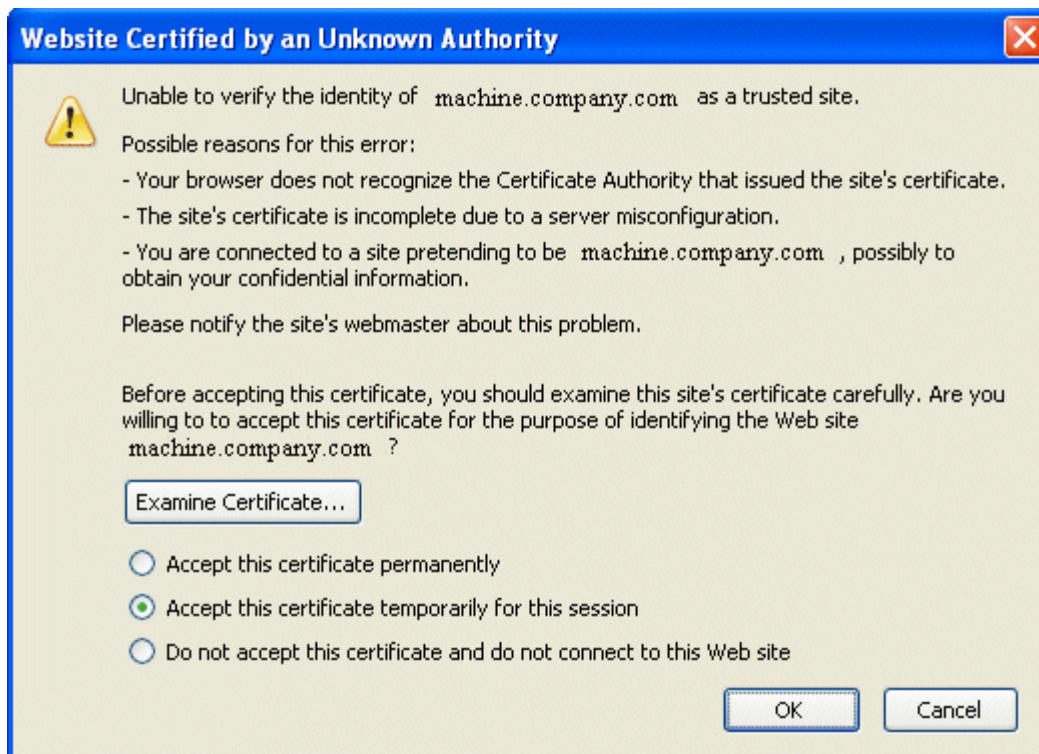 Website Certified by an Unknown Authority
Unable to verify the identity of machine.company.com as a trusted site.
Possible reasons for this error:
- Your browser does not recognize the Certificate Authority that issued the site's certificate.
- The site's certificate is incomplete due to a server misconfiguration.
- You are connected to a site pretending to be machine.company.com , possibly to
obtain your confidential information.
Please notify the site's webmaster about this problem.
Before accepting this certificate, you should examine this site's certificate carefully. Are you
willing to to accept this certificate for the purpose of identifying the Web site
machine.company.com ?
Examine Certificate...
Accept this certificate permanently
Accept this certificate temporarily for this session
Do not accept this certificate and do not connect to this Web site
OK Cancel